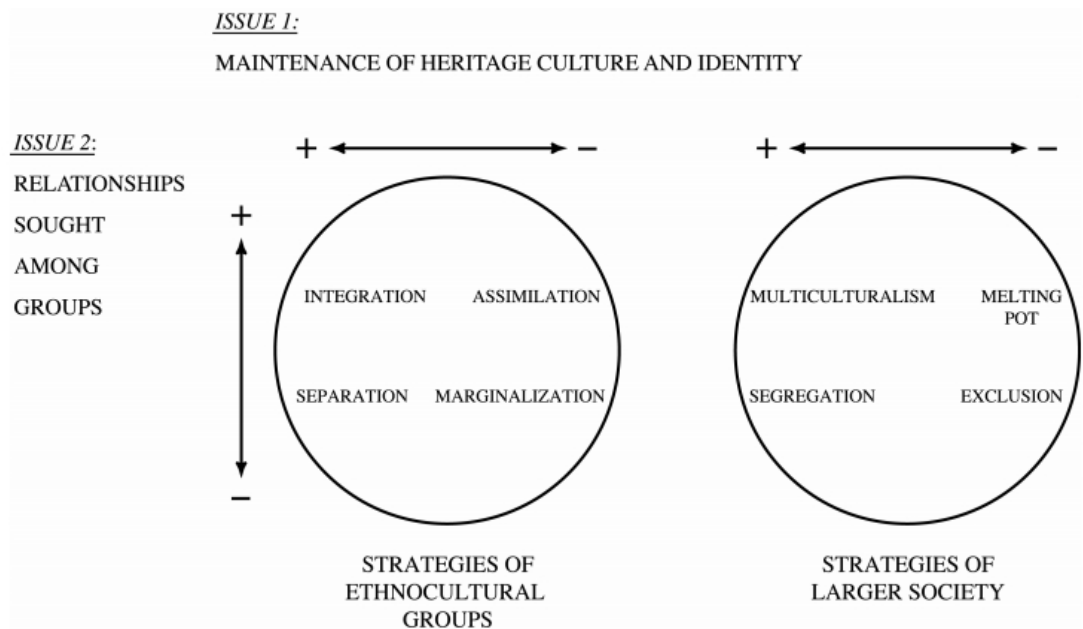 ISSUE 1:
MAINTENANCE OF HERITAGE CULTURE AND IDENTITY
ISSUE 2:
RELATIONSHIPS
SOUGHT
AMONG
GROUPS
+ −
+ −
+
−
INTEGRATION ASSIMILATION
SEPARATION MARGINALIZATION
MULTICULTURALISM MELTING
POT
SEGREGATION EXCLUSION
STRATEGIES OF
ETHNOCULTURAL
GROUPS
STRATEGIES OF
LARGER SOCIETY